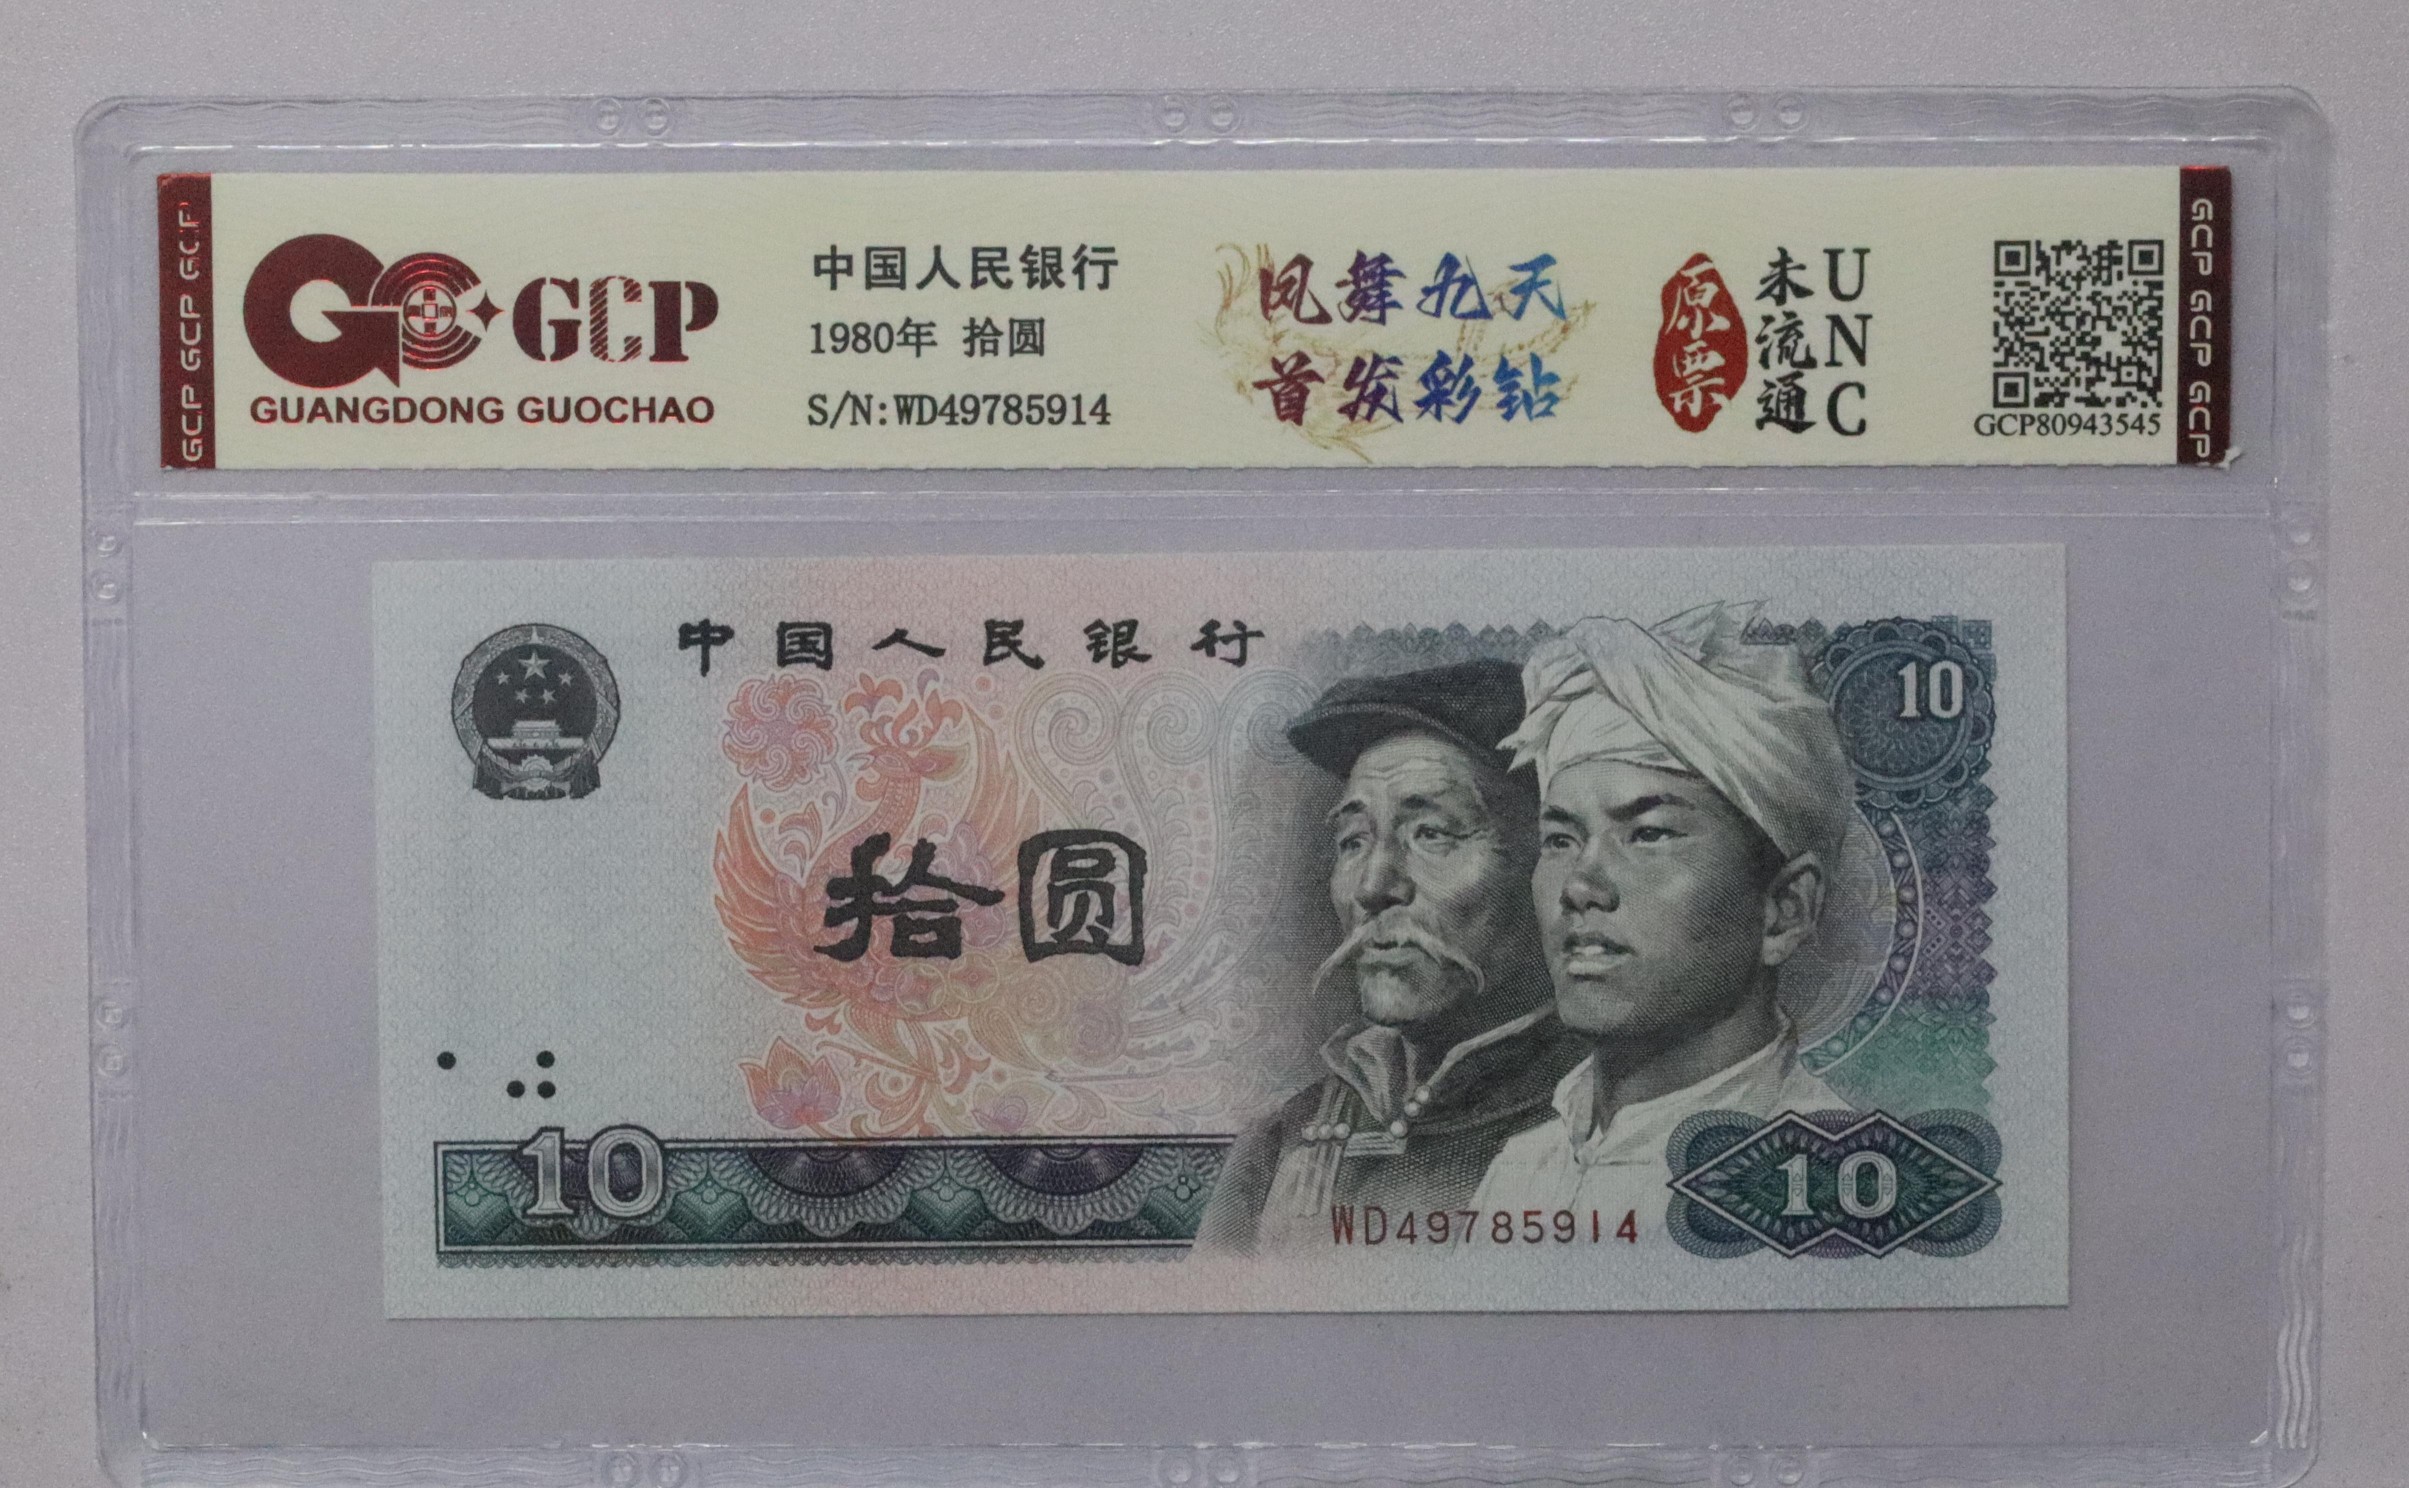 GCP GCP GCP
GCP
GUANGDONG GUOCHAO
中国人民银行
1980年 拾圆
S/N:WD49785914
凤舞九天
首发彩钻
原票
未流通
UNC
GCP80943545
GCP GCP GCP
中国人民银行
10
拾圆
10
WD49785914
10